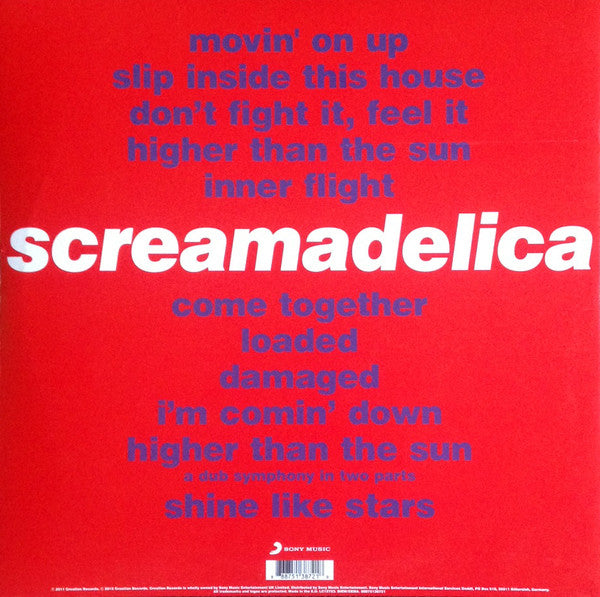 movin' on up
slip inside this house
don't fight it, feel it
higher than the sun
inner flight
screamadelica
come together
loaded
damaged
i'm comin' down
higher than the sun
a dub symphony in two parts
shine like stars
SONY MUSIC